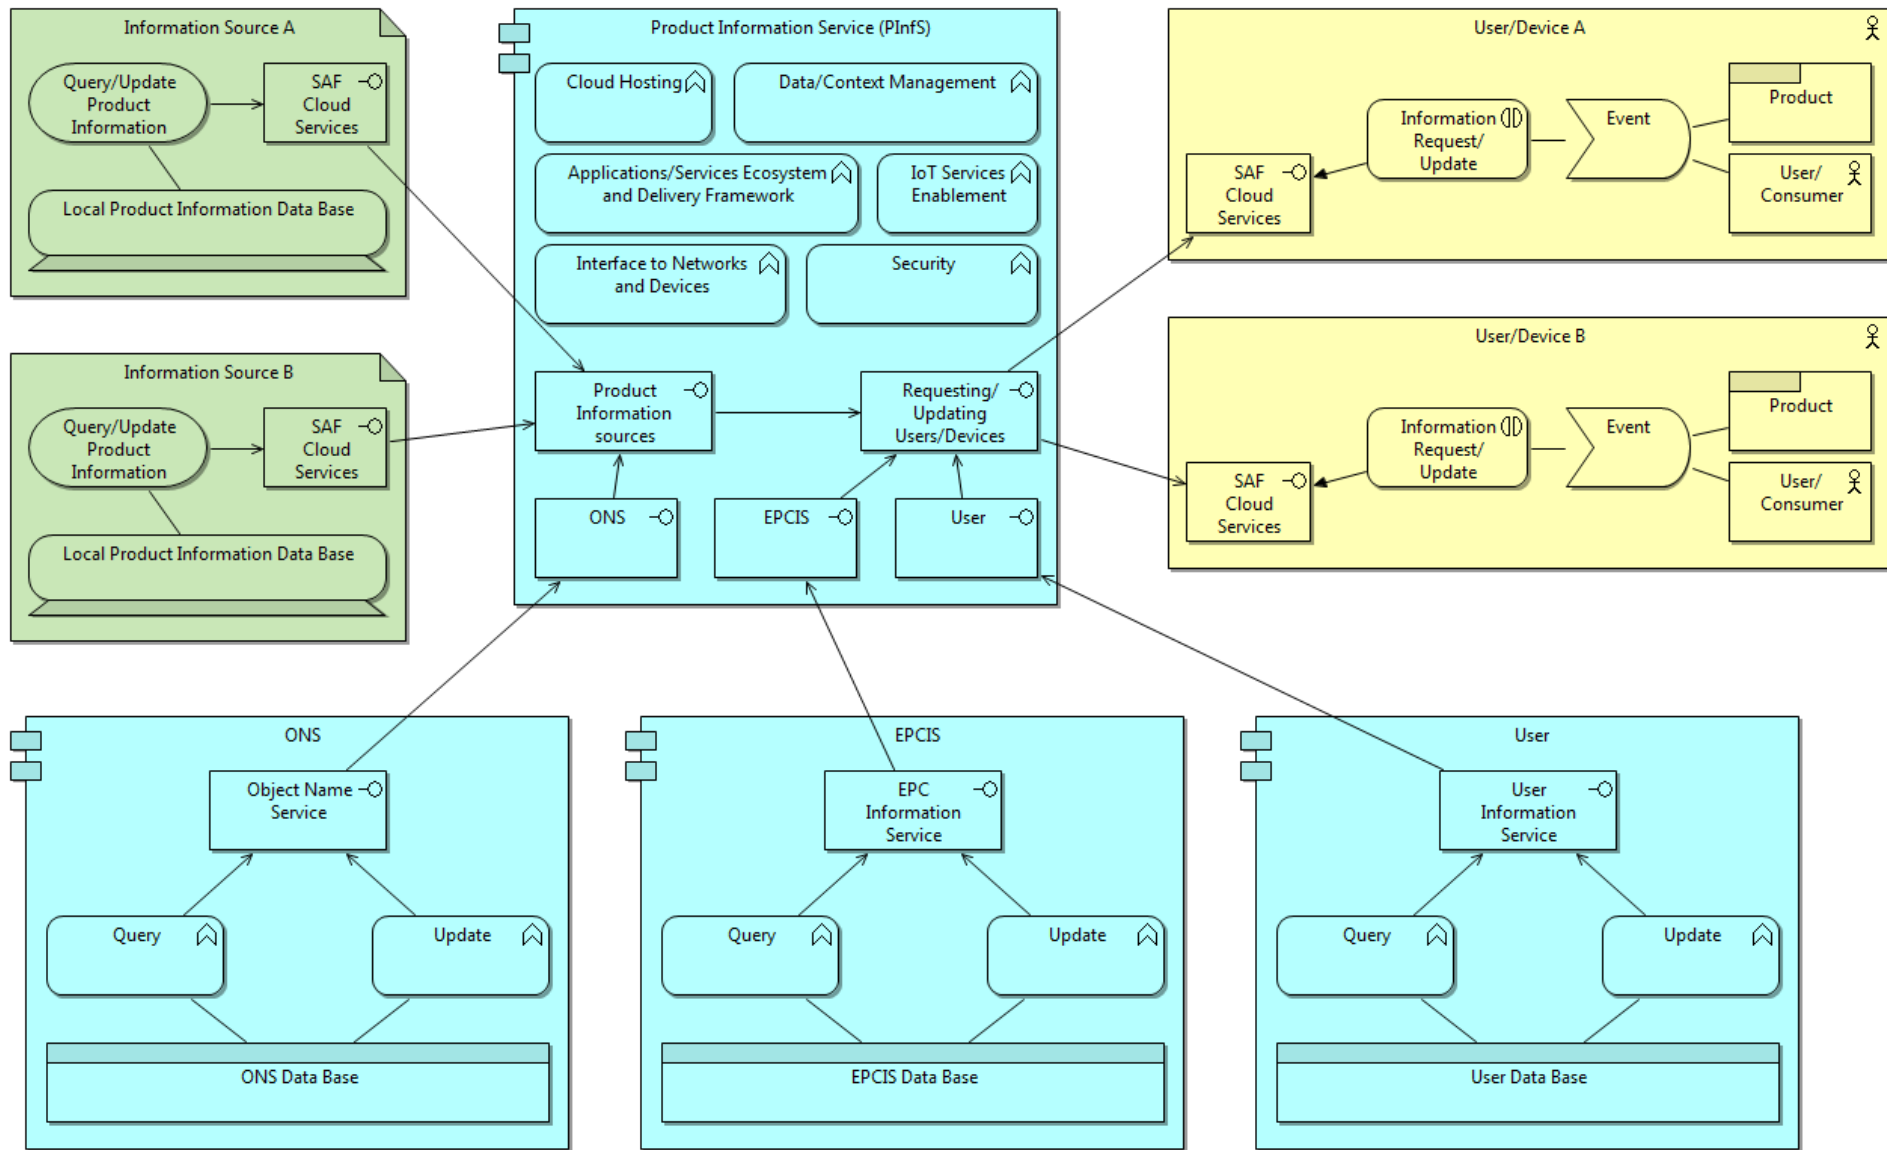 Information Source A
Query/Update
Product
Information
SAF
Cloud
Services
Local Product Information Data Base
Information Source B
Query/Update
Product
Information
SAF
Cloud
Services
Local Product Information Data Base
Product Information Service (PInfS)
Cloud Hosting
Data/Context Management
Applications/Services Ecosystem
and Delivery Framework
IoT Services
Enablement
Interface to Networks
and Devices
Security
Product
Information
sources
Requesting/
Updating
Users/Devices
ONS
EPCIS
User
User/Device A
SAF
Cloud
Services
Information
Request/
Update
Event
Product
User/
Consumer
User/Device B
SAF
Cloud
Services
Information
Request/
Update
Event
Product
User/
Consumer
ONS
Object Name
Service
Query
Update
ONS Data Base
EPCIS
EPC
Information
Service
Query
Update
EPCIS Data Base
User
User
Information
Service
Query
Update
User Data Base